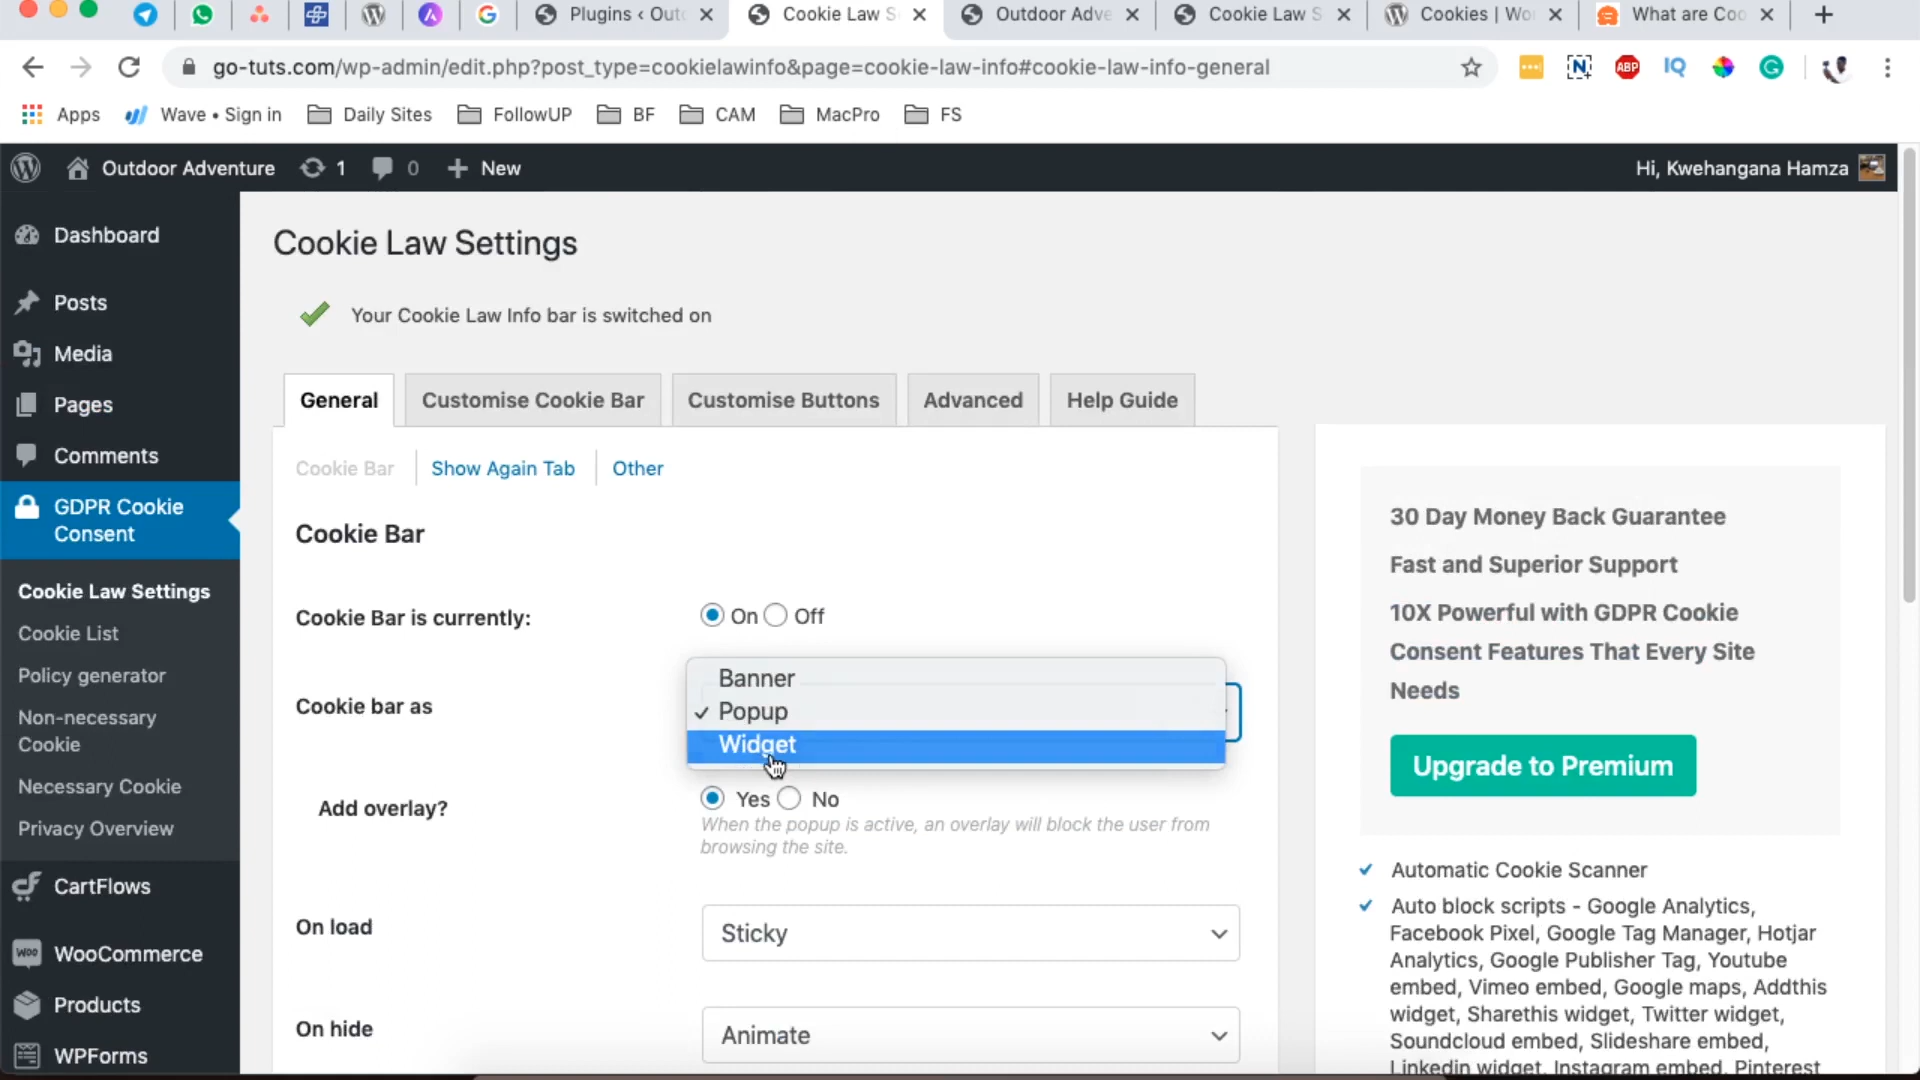 Plugins ‹ Out
Cookie Law S
Outdoor Adve
Cookie Law S
Cookies | Wo
What are Coo
go-tuts.com/wp-admin/edit.php?post_type=cookielawinfo&page=cookie-law-info#cookie-law-info-general
ABP
IQ
Apps
Wave • Sign in
Daily Sites
FollowUP
BF
CAM
MacPro
FS
Outdoor Adventure
1
0
New
Hi, Kwehangana Hamza
Dashboard
Posts
Media
Pages
Comments
GDPR Cookie
Consent
Cookie Law Settings
Cookie List
Policy generator
Non-necessary
Cookie
Necessary Cookie
Privacy Overview
CartFlows
WooCommerce
Products
WPForms
Cookie Law Settings
Your Cookie Law Info bar is switched on
General
Customise Cookie Bar
Customise Buttons
Advanced
Help Guide
Cookie Bar
Show Again Tab
Other
Cookie Bar
Cookie Bar is currently:
On
Off
Cookie bar as
Banner
✓ Popup
Widget
Add overlay?
Yes
No
When the popup is active, an overlay will block the user from
browsing the site.
On load
Sticky
On hide
Animate
30 Day Money Back Guarantee
Fast and Superior Support
10X Powerful with GDPR Cookie
Consent Features That Every Site
Needs
Upgrade to Premium
Automatic Cookie Scanner
Auto block scripts - Google Analytics,
Facebook Pixel, Google Tag Manager, Hotjar
Analytics, Google Publisher Tag, Youtube
embed, Vimeo embed, Google maps, Addthis
widget, Sharethis widget, Twitter widget,
Soundcloud embed, Slideshare embed,
Linkedin widget, Instagram embed, Pinterest